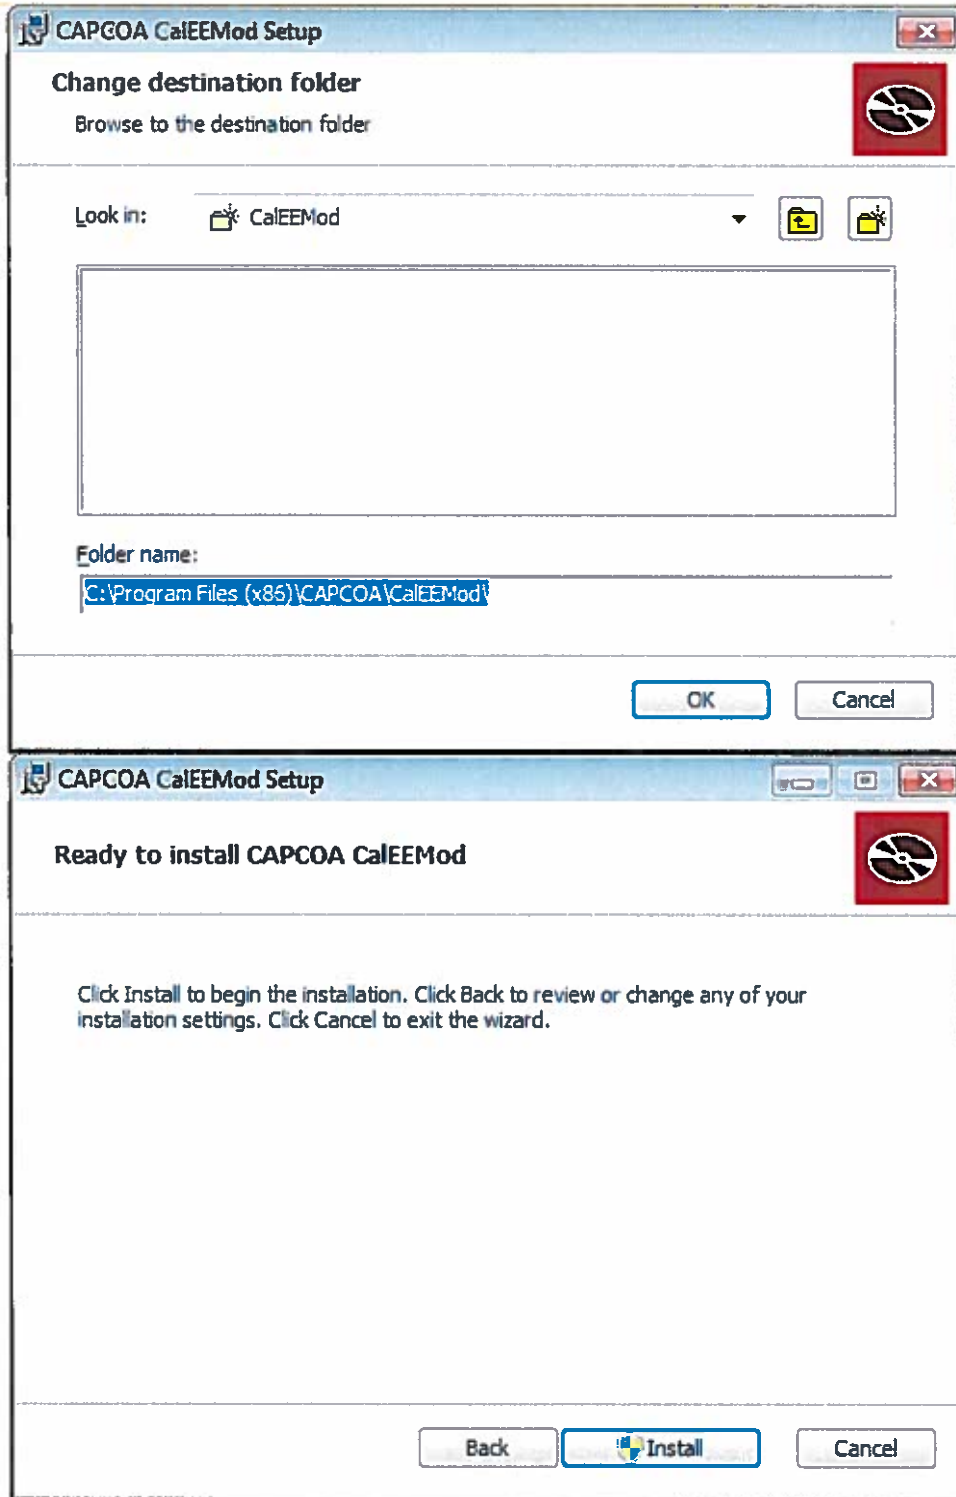 CAPCOA CalEEMod Setup
Change destination folder
Browse to the destination folder
Look in:
CalEEMod
Folder name:
C:\Program Files (x86)\CAPCOA\CalEEMod\
OK
Cancel
CAPCOA CalEEMod Setup
Ready to install CAPCOA CalEEMod
Click Install to begin the installation. Click Back to review or change any of your
installation settings. Click Cancel to exit the wizard.
Back
Install
Cancel